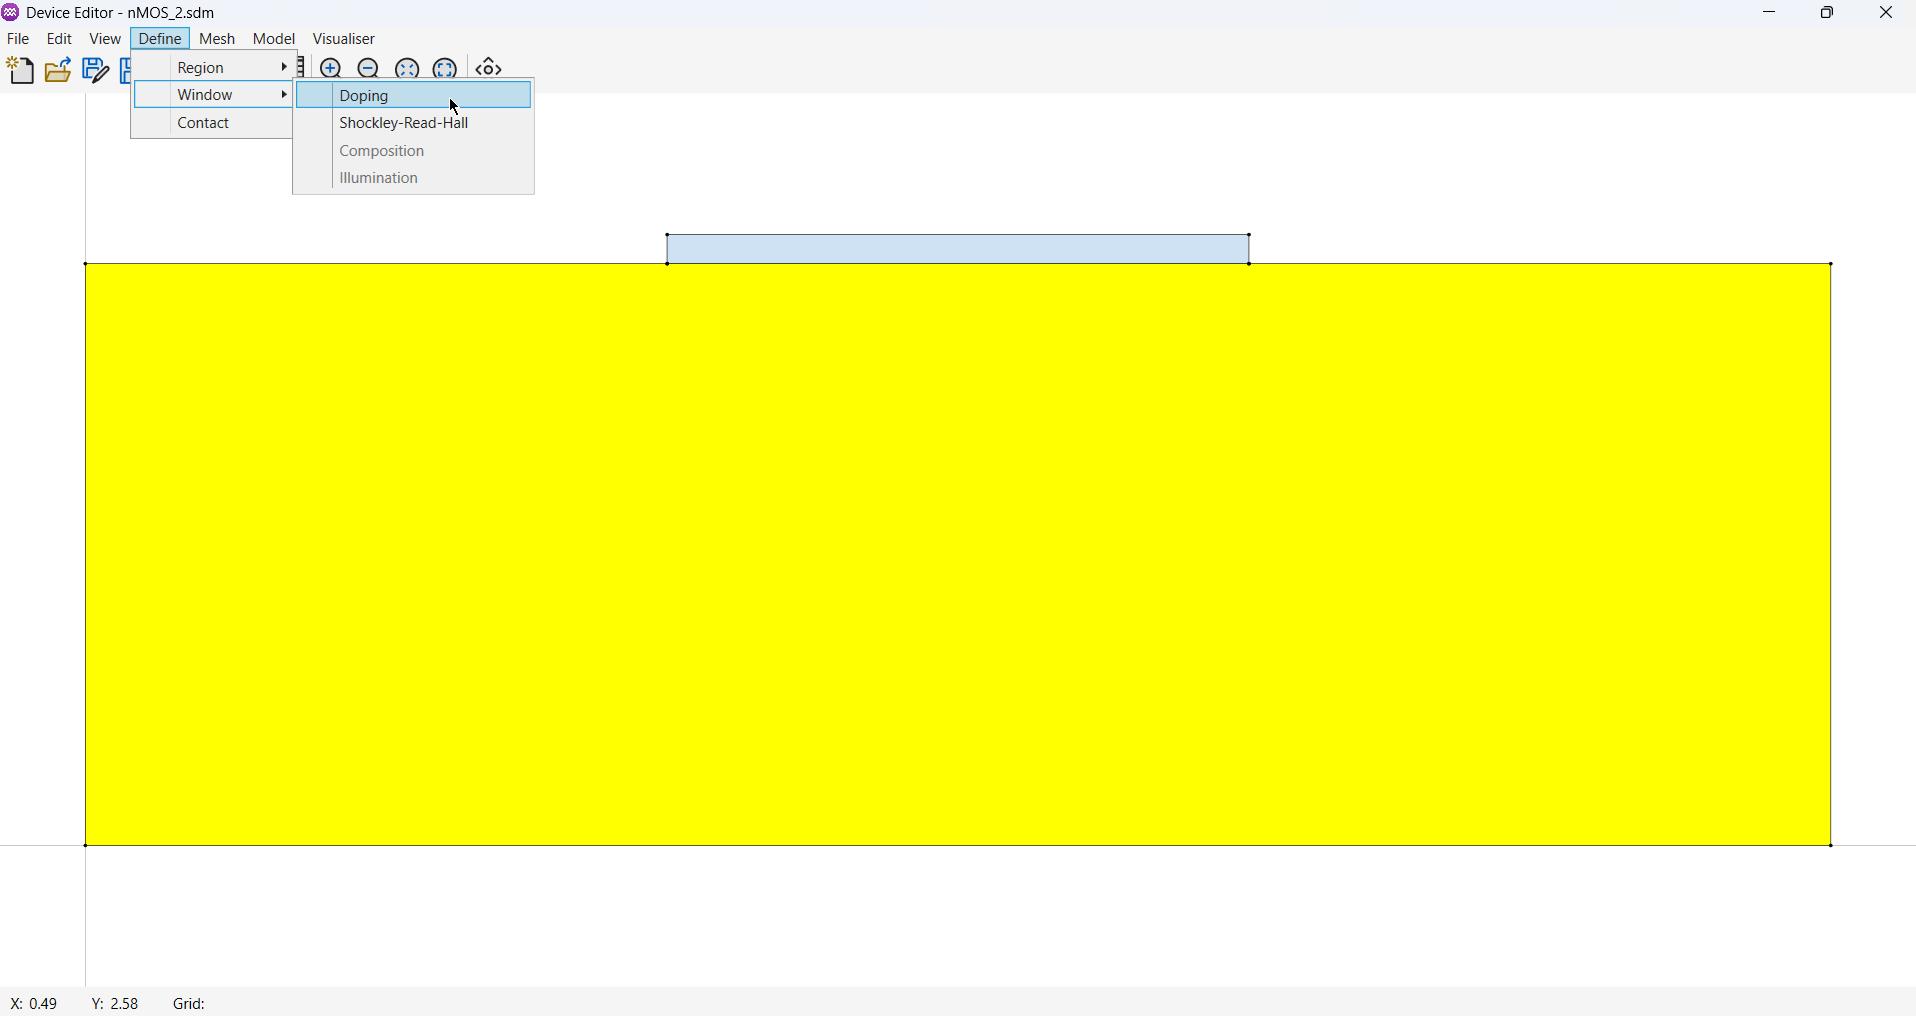 Device Editor - nMOS_2.sdm
File Edit View Define Mesh Model Visualiser
Region
Window
Contact
Doping
Shockley-Read-Hall
Composition
Illumination
X: 0.49 Y: 2.58 Grid: